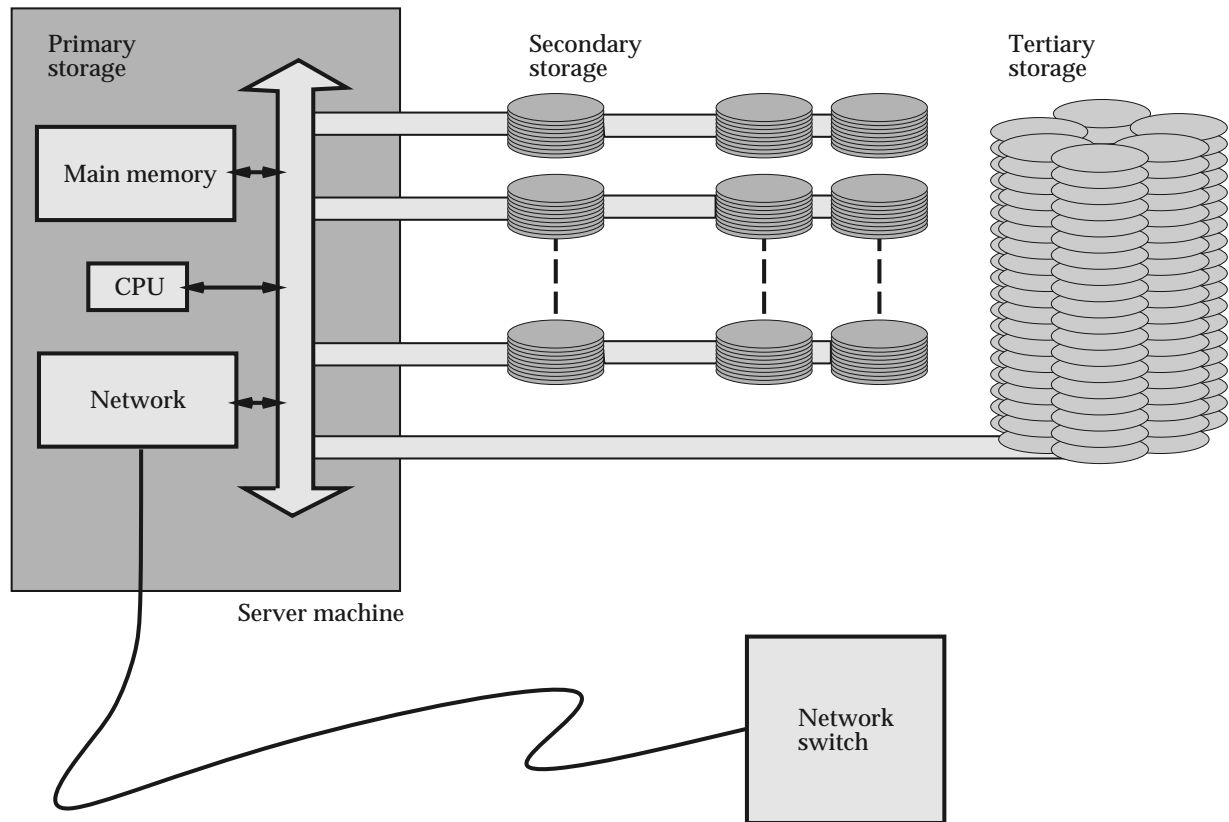 Primary
storage
Secondary
storage
Tertiary
storage
Main memory
CPU
Network
Server machine
Network
switch